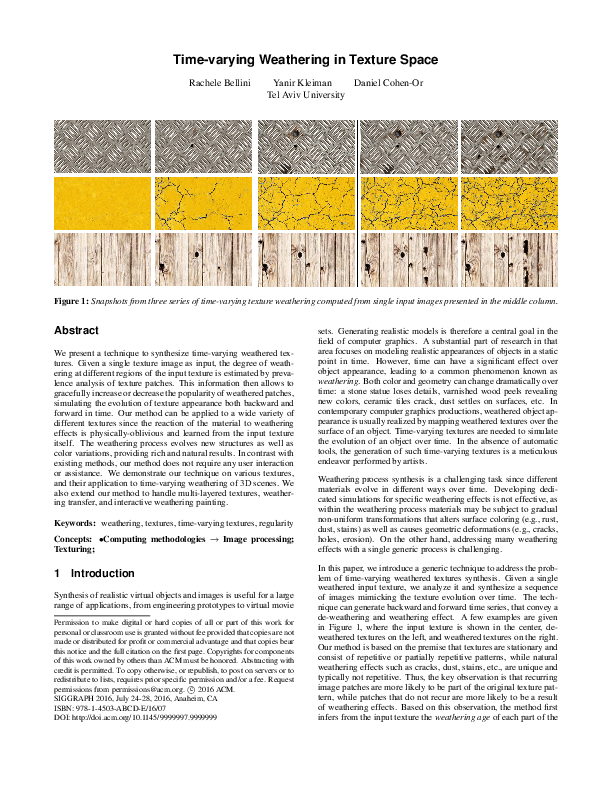 Time-varying Weathering in Texture Space
Rachele Bellini Yanir Kleiman Daniel Cohen-Or
Tel Aviv University
Figure 1: Snapshots from three series of time-varying texture weathering computed from single input images presented in the middle column.
Abstract
We present a technique to synthesize time-varying weathered tex-
tures. Given a single texture image as input, the degree of weath-
ering at different regions of the input texture is estimated by preva-
lence analysis of texture patches. This information then allows to
gracefully increase or decrease the popularity of weathered patches,
simulating the evolution of texture appearance both backward and
forward in time. Our method can be applied to a wide variety of
different textures since the reaction of the material to weathering
effects is physically-oblivious and learned from the input texture
itself. The weathering evolves new structures as well as
color variations, providing rich and natural results. In contrast with
existing methods, our method does not require any user interaction
or assistance. We demonstrate our technique on various textures,
and their application to time-varying weathering of 3D scenes. We
also extend our method to handle multi-layered textures, weather-
ing transfer, and interactive weathering painting.
Keywords: weathering, textures, time-varying textures, regularity
Concepts: •Computing methodologies → Image processing;
Texturing;
1 Introduction
Synthesis of realistic virtual objects and images is useful for a large
range of applications, from engineering prototypes to virtual movie
Permission to make digital or hard copies of all or part of this work for
personal or classroom use is granted without fee provided that copies are not
made or distributed for profit or commercial advantage and that copies bear
this notice and the full citation on the first page. Copyrights for components
of this work owned by others than ACM must be honored. Abstracting with
credit is permitted. To copy otherwise, or republish, to post on servers or to
redistribute to lists, requires prior specific permission and/or a fee. Request
permissions from permissions@acm.org. © 2016 ACM.
SIGGRAPH 2016, July 24-28, 2016, Anaheim, CA
ISBN: 978-1-4503-ABCD-E/16/07
DOI: http://doi.acm.org/10.1145/9999997.9999999
sets. Generating realistic models is therefore a central goal in the
field of computer graphics. A substantial part of research in that
area focuses on modeling realistic appearances of objects in a static
point in time. However, time can have a significant effect over
object appearance, leading to a common phenomenon known as
weathering. Both color and geometry can change dramatically over
time: a stone statue loses details, varnished wood peels revealing
new colors, ceramic tiles crack, dust settles on surfaces, etc. In
contemporary computer graphics productions, weathered object ap-
pearance is usually realized by mapping weathered textures over the
surface of an object. Time-varying textures are needed to simulate
the evolution of an object over time. In the absence of automatic
tools, the generation of such time-varying textures is a meticulous
endeavor performed by artists.
Weathering process synthesis is a challenging task since different
materials evolve in different ways over time. Developing dedi-
cated simulations for specific weathering effects is not effective, as
within the weathering process materials may be subject to gradual
non-uniform transformations that alters surface coloring (e.g., rust,
dust, stains) as well as causes geometric deformations (e.g., cracks,
holes, erosion). On the other hand, addressing many weathering
effects with a single generic process is challenging.
In this paper, we introduce a generic technique to address the prob-
lem of time-varying weathered textures synthesis. Given a single
weathered input texture, we analyze it and synthesize a sequence
of images mimicking the texture evolution over time. The tech-
nique can generate backward and forward time series, that convey a
de-weathering and weathering effect. A few examples are given
in Figure 1, where the input texture is shown in the center, de-
weathered textures on the left, and weathered textures on the right.
Our method is based on the premise that textures are stationary and
consist of repetitive or partially repetitive patterns, while natural
weathering effects such as cracks, dust, stains, etc., are unique and
typically not repetitive. Thus, the key observation is that recurring
image patches are more likely to be part of the original texture pat-
tern, while patches that do not recur are more likely to be a result
of weathering effects. Based on this observation, the method first
infers from the input texture the weathering age of each part of the